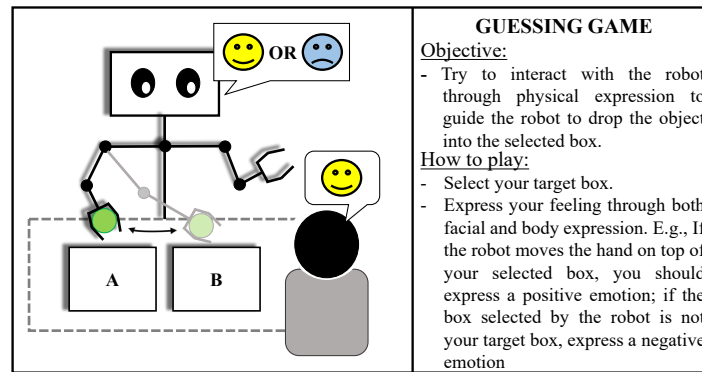 OR
A
B
GUESSING GAME
Objective:
- Try to interact with the robot
through physical expression to
guide the robot to drop the object
into the selected box.
How to play:
- Select your target box.
- Express your feeling through both
facial and body expression. E.g., If
the robot moves the hand on top of
your selected box, you should
express a positive emotion; if the
box selected by the robot is not
your target box, express a negative
emotion